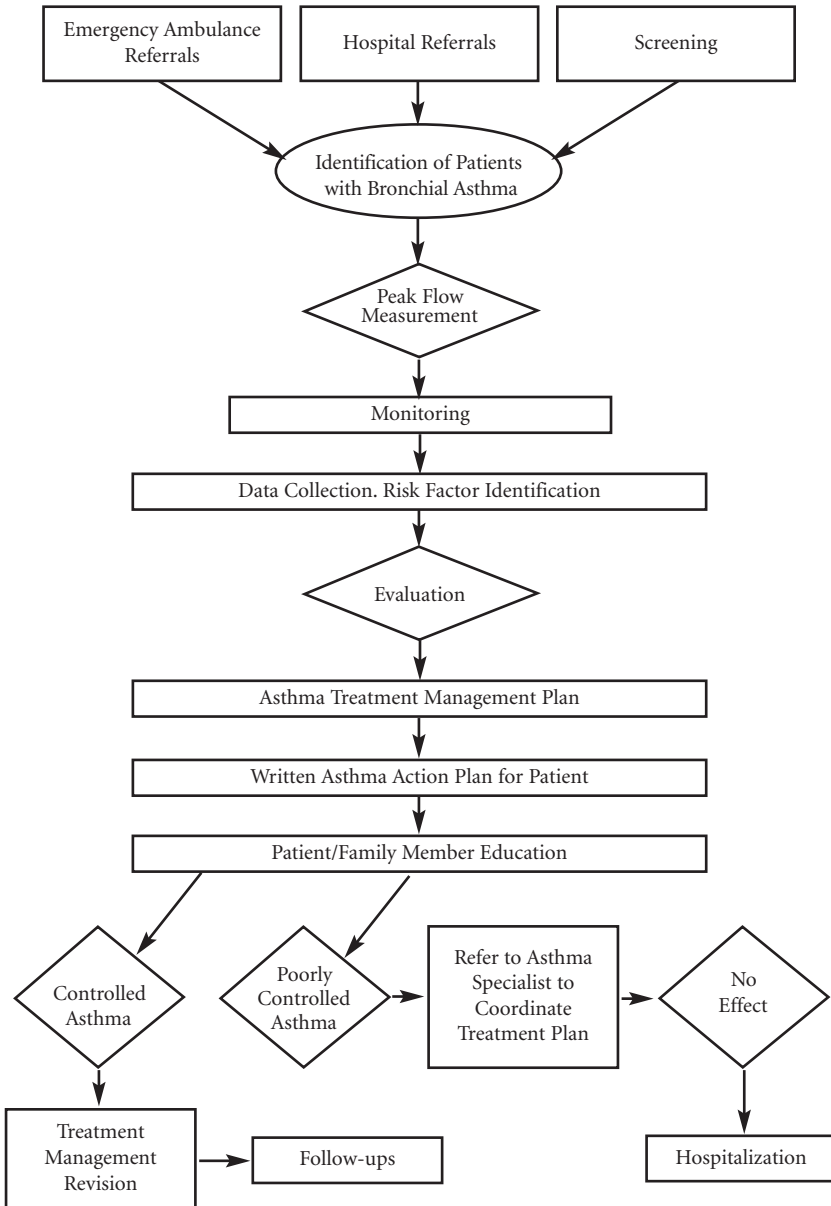 Emergency Ambulance
Referrals
Hospital Referrals
Screening
Identification of Patients
with Bronchial Asthma
Peak Flow
Measurement
Monitoring
Data Collection. Risk Factor Identification
Evaluation
Asthma Treatment Management Plan
Written Asthma Action Plan for Patient
Patient/Family Member Education
Controlled
Asthma
Poorly
Controlled
Asthma
Refer to Asthma
Specialist to
Coordinate
Treatment Plan
No
Effect
Treatment
Management
Revision
Follow-ups
Hospitalization